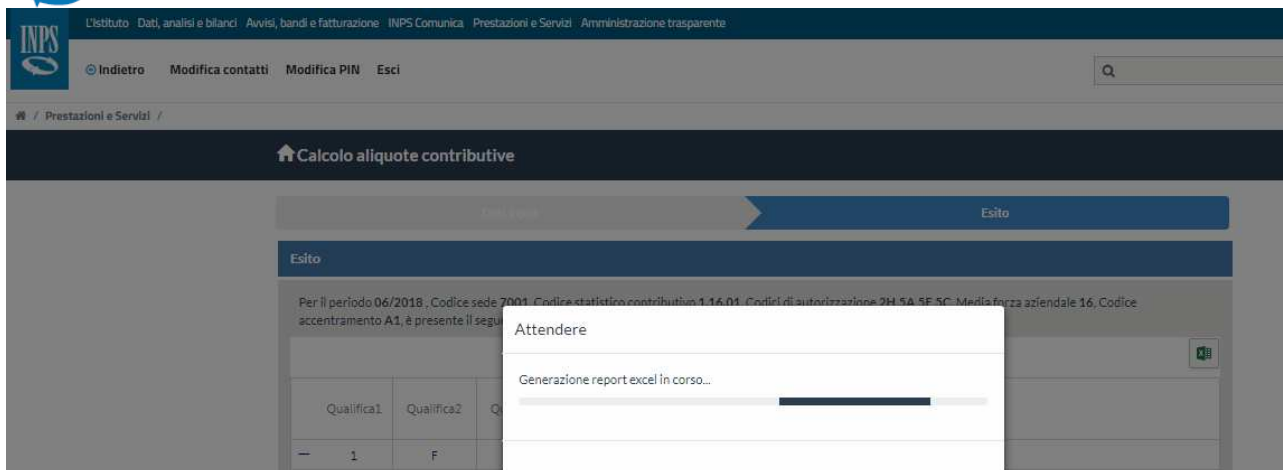 L'Istituto Dati, analisi e bilanci Avvisi, bandi e fatturazione INPS Comunica Prestazioni e Servizi Amministrazione trasparente
INPS
Indietro Modifica contatti Modifica PIN Esci
/ Prestazioni e Servizi /
Calcolo aliquote contributive
Esito
Esito
Per il periodo 06/2018 , Codice sede 7001, Codice statistico contributivo 1.16.01, Codici di autorizzazione 2H 5A 5F 5C, Media forza aziendale 16, Codice
accentramento A1, è presente il segu
Attendere
Generazione report excel in corso...
Qualifica1 Qualifica2 Q
1 F